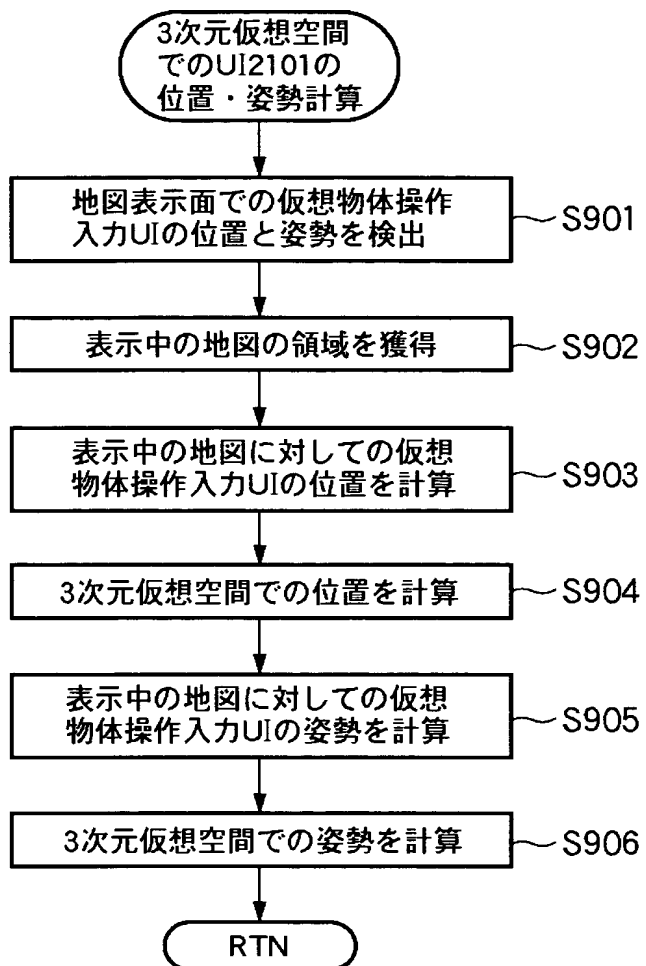 3次元仮想空間
でのUI2101の
位置・姿勢計算
地図表示面での仮想物体操作
入力UIの位置と姿勢を検出
S901
表示中の地図の領域を獲得
S902
表示中の地図に対しての仮想
物体操作入力UIの位置を計算
S903
3次元仮想空間での位置を計算
S904
表示中の地図に対しての仮想
物体操作入力UIの姿勢を計算
S905
3次元仮想空間での姿勢を計算
S906
RTN